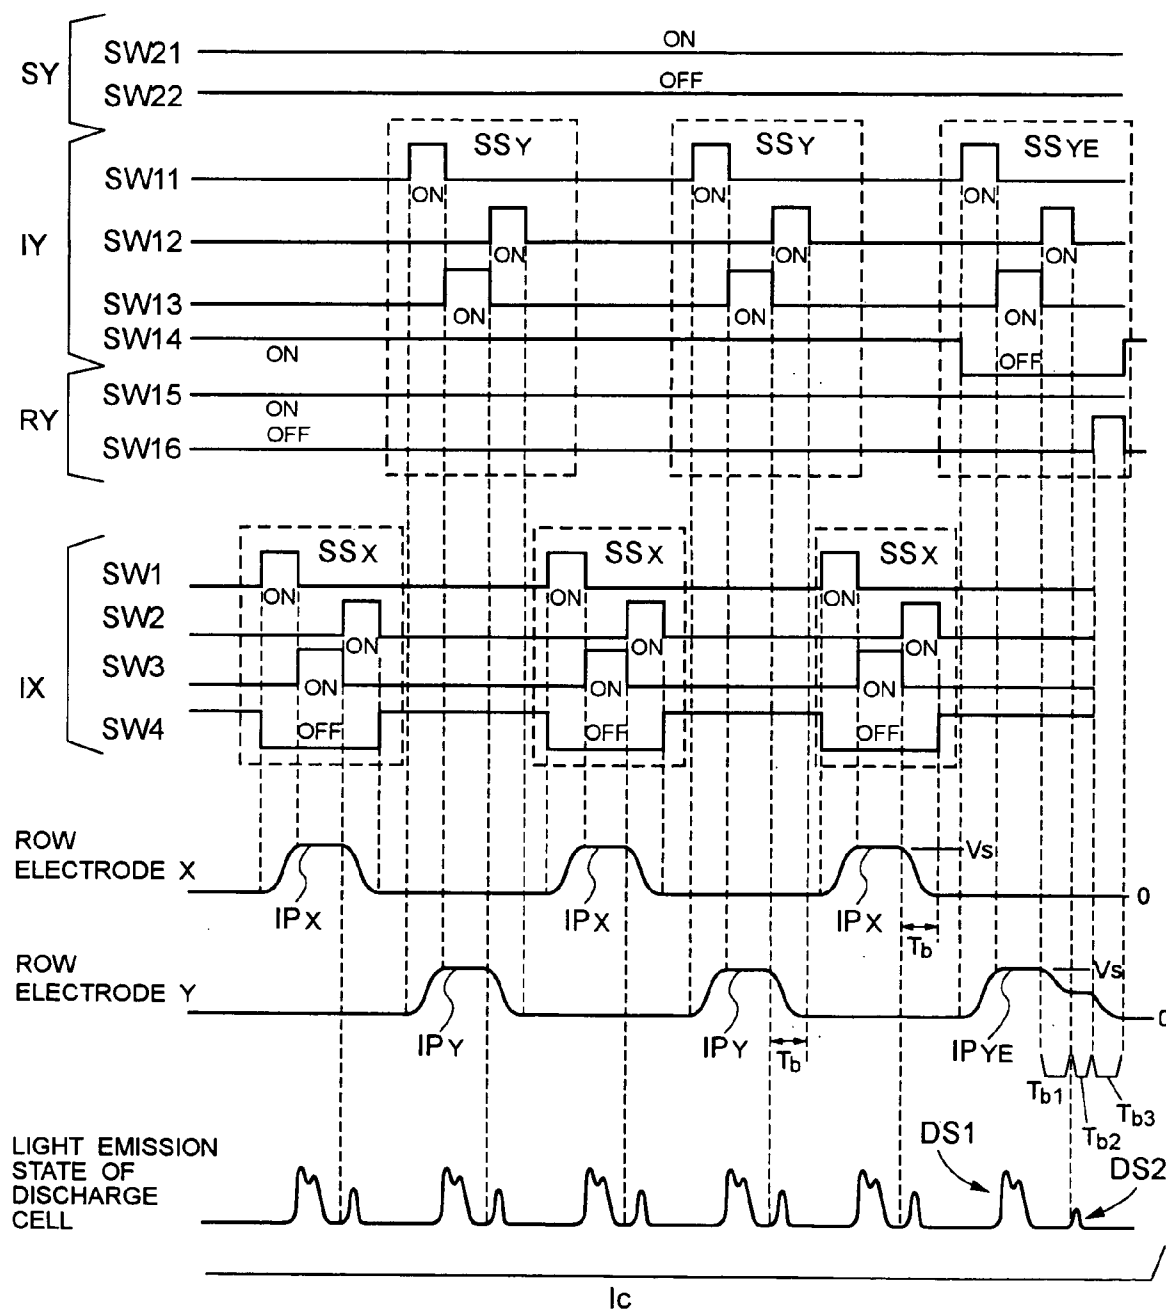 SY
SW21
ON
SW22
OFF
IY
SSY
SSY
SSYE
SW11
ON
ON
ON
SW12
ON
ON
ON
SW13
ON
ON
ON
SW14
ON
OFF
RY
SW15
ON
OFF
SW16
IX
SSX
SSX
SSX
SW1
ON
ON
ON
SW2
ON
ON
ON
SW3
ON
ON
ON
SW4
OFF
OFF
OFF
ROW
ELECTRODE X
Vs
0
IPX
IPX
IPX
Tb
ROW
ELECTRODE Y
Vs
0
IPY
IPY
Tb
IPYE
Tb1
Tb2
Tb3
LIGHT EMISSION
STATE OF
DISCHARGE
CELL
DS1
DS2
Ic